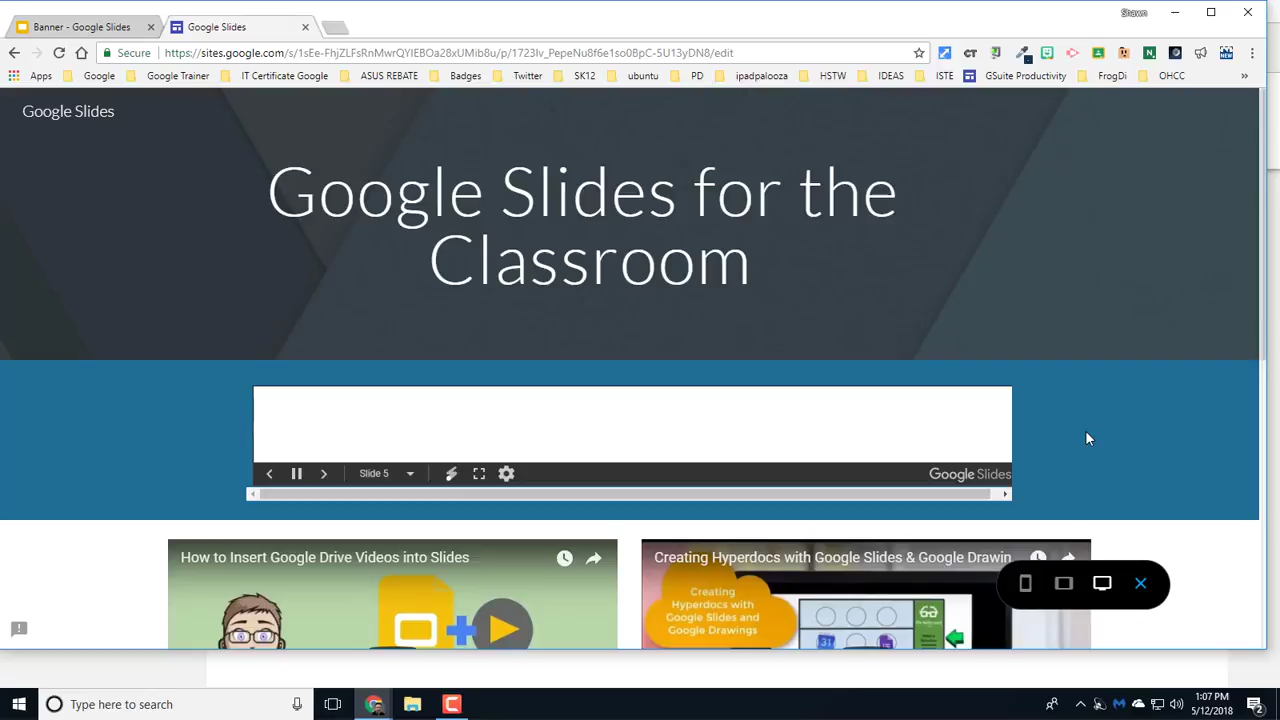 Shawn
Banner - Google Slides
Google Slides
Secure https://sites.google.com/s/1sEe-FhjZLFsRnMwrQYIEBOa28xUMib8u/p/1723Iv_PepeNu8f6e1so0BpC-5U13yDN8/edit
Apps Google Google Trainer IT Certificate Google ASUS REBATE Badges Twitter SK12 ubuntu PD ipadpalooza HSTW IDEAS ISTE GSuite Productivity FrogDi OHCC
Google Slides
Google Slides for the
Classroom
Slide 5
Google Slides
How to Insert Google Drive Videos into Slides
Creating Hyperdocs with Google Slides & Google Drawin
Creating
Hyperdocs with
Google Slides and
Google Drawings
Type here to search
1:07 PM
5/12/2018